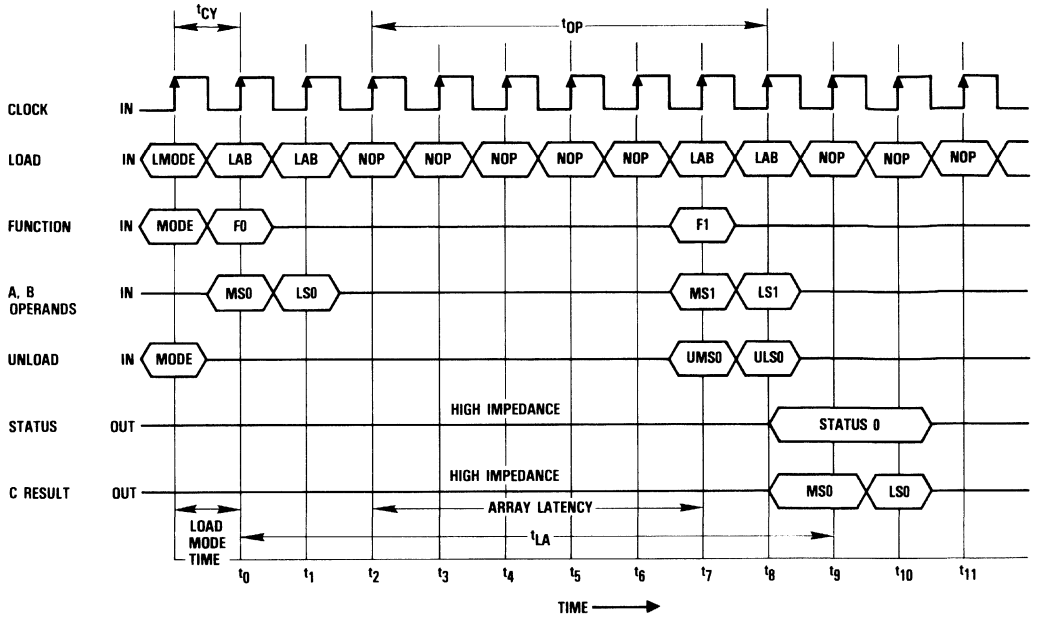 tCY
tOP
CLOCK IN
LOAD IN LMODE LAB LAB NOP NOP NOP NOP NOP LAB LAB NOP NOP NOP
FUNCTION IN MODE F0 F1
A, B
OPERANDS IN MS0 LS0 MS1 LS1
UNLOAD IN MODE UMS0 ULS0
HIGH IMPEDANCE
STATUS OUT STATUS 0
HIGH IMPEDANCE
C RESULT OUT MS0 LS0
ARRAY LATENCY
LOAD
MODE
TIME
tLA
t0 t1 t2 t3 t4 t5 t6 t7 t8 t9 t10 t11
TIME